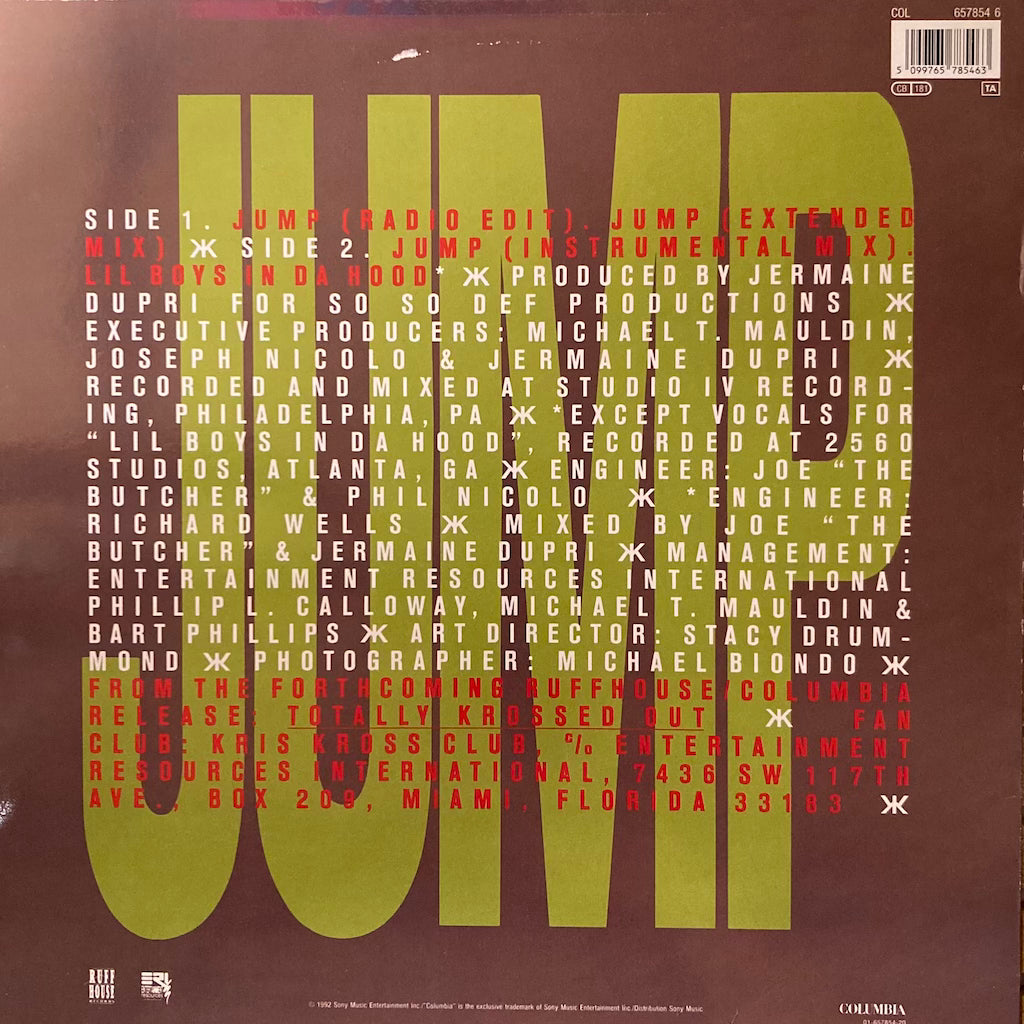 COL 657854 6
5 099765 785463
CB 181 TA
JUMP
SIDE 1. JUMP (RADIO EDIT). JUMP (EXTENDED
MIX) Ж SIDE 2. JUMP (INSTRUMENTAL MIX).
LIL BOYS IN DA HOOD* Ж PRODUCED BY JERMAINE
DUPRI FOR SO SO DEF PRODUCTIONS Ж
EXECUTIVE PRODUCERS: MICHAEL T. MAULDIN,
JOSEPH NICOLO & JERMAINE DUPRI Ж
RECORDED AND MIXED AT STUDIO IV RECORD-
ING, PHILADELPHIA, PA Ж *EXCEPT VOCALS FOR
“LIL BOYS IN DA HOOD”, RECORDED AT 2560
STUDIOS, ATLANTA, GA Ж ENGINEER: JOE “THE
BUTCHER” & PHIL NICOLO Ж *ENGINEER:
RICHARD WELLS Ж MIXED BY JOE “THE
BUTCHER” & JERMAINE DUPRI Ж MANAGEMENT:
ENTERTAINMENT RESOURCES INTERNATIONAL
PHILLIP L. CALLOWAY, MICHAEL T. MAULDIN &
BART PHILLIPS Ж ART DIRECTOR: STACY DRUM-
MOND Ж PHOTOGRAPHER: MICHAEL BIONDO Ж
FROM THE FORTHCOMING RUFFHOUSE/COLUMBIA
RELEASE: TOTALLY KROSSED OUT Ж FAN
CLUB: KRIS KROSS CLUB, c/o ENTERTAINMENT
RESOURCES INTERNATIONAL, 7436 SW 117TH
AVE., BOX 209, MIAMI, FLORIDA 33183 Ж
RUFF
HOUSE
RECORDS
ERI
resources
© 1992 Sony Music Entertainment Inc./"Columbia" is the exclusive trademark of Sony Music Entertainment Inc./Distribution Sony Music
COLUMBIA
01-657854-20